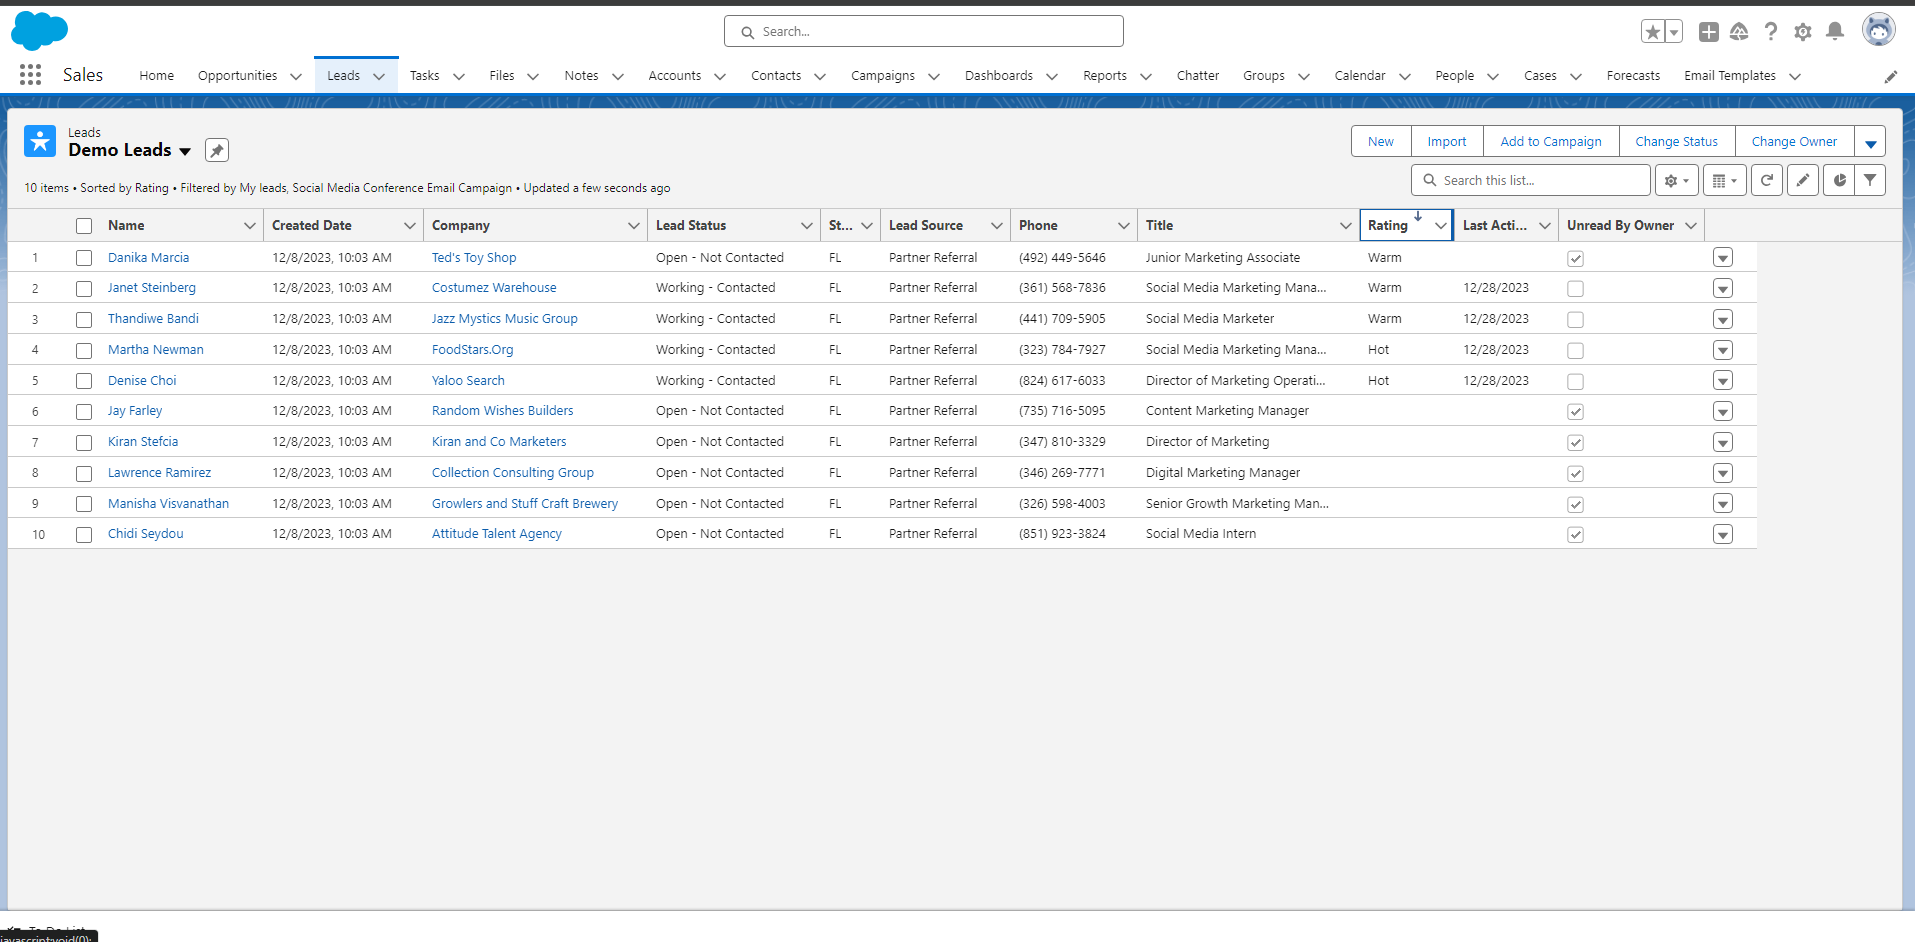 Search...
Sales Home Opportunities Leads Tasks Files Notes Accounts Contacts Campaigns Dashboards Reports Chatter Groups Calendar People Cases Forecasts Email Templates
Leads
Demo Leads
New Import Add to Campaign Change Status Change Owner
10 items • Sorted by Rating • Filtered by My leads, Social Media Conference Email Campaign • Updated a few seconds ago
Search this list...
Name Created Date Company Lead Status St... Lead Source Phone Title Rating Last Acti... Unread By Owner
1 Danika Marcia 12/8/2023, 10:03 AM Ted's Toy Shop Open - Not Contacted FL Partner Referral (492) 449-5646 Junior Marketing Associate Warm
2 Janet Steinberg 12/8/2023, 10:03 AM Costumez Warehouse Working - Contacted FL Partner Referral (361) 568-7836 Social Media Marketing Mana... Warm 12/28/2023
3 Thandiwe Bandi 12/8/2023, 10:03 AM Jazz Mystics Music Group Working - Contacted FL Partner Referral (441) 709-5905 Social Media Marketer Warm 12/28/2023
4 Martha Newman 12/8/2023, 10:03 AM FoodStars.Org Working - Contacted FL Partner Referral (323) 784-7927 Social Media Marketing Mana... Hot 12/28/2023
5 Denise Choi 12/8/2023, 10:03 AM Yaloo Search Working - Contacted FL Partner Referral (824) 617-6033 Director of Marketing Operati... Hot 12/28/2023
6 Jay Farley 12/8/2023, 10:03 AM Random Wishes Builders Open - Not Contacted FL Partner Referral (735) 716-5095 Content Marketing Manager
7 Kiran Stefcia 12/8/2023, 10:03 AM Kiran and Co Marketers Open - Not Contacted FL Partner Referral (347) 810-3329 Director of Marketing
8 Lawrence Ramirez 12/8/2023, 10:03 AM Collection Consulting Group Open - Not Contacted FL Partner Referral (346) 269-7771 Digital Marketing Manager
9 Manisha Visvanathan 12/8/2023, 10:03 AM Growlers and Stuff Craft Brewery Open - Not Contacted FL Partner Referral (326) 598-4003 Senior Growth Marketing Man...
10 Chidi Seydou 12/8/2023, 10:03 AM Attitude Talent Agency Open - Not Contacted FL Partner Referral (851) 923-3824 Social Media Intern
To Do List
javascript:void(0);